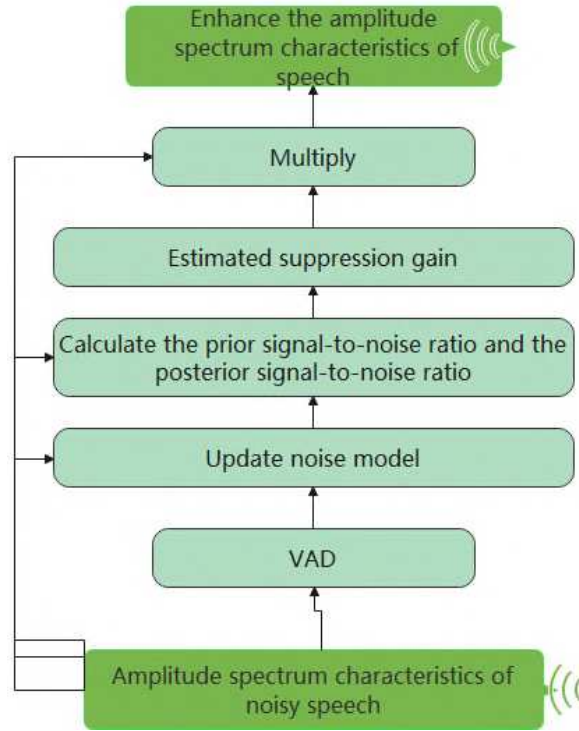 Enhance the amplitude
spectrum characteristics of
speech
Multiply
Estimated suppression gain
Calculate the prior signal-to-noise ratio and the
posterior signal-to-noise ratio
Update noise model
VAD
Amplitude spectrum characteristics of
noisy speech